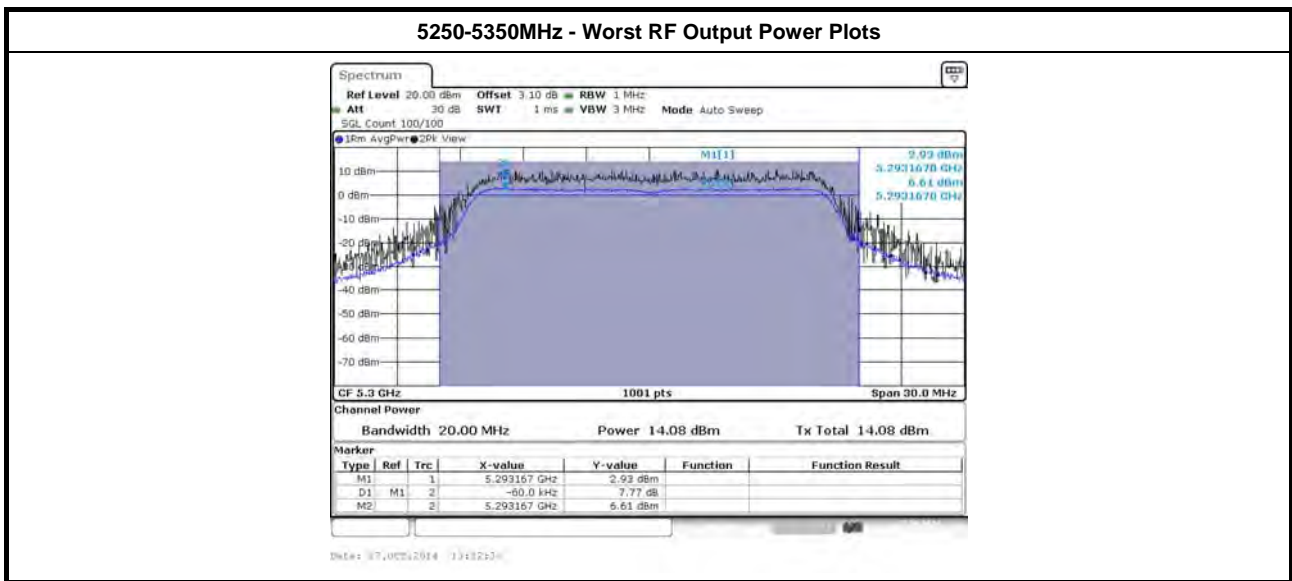 5250-5350MHz - Worst RF Output Power Plots
Spectrum
Ref Level 20.00 dBm Offset 3.10 dB RBW 1 MHz
Att 30 dB SWT 1 ms VBW 3 MHz Mode Auto Sweep
SGL Count 100/100
1Rm AvgPwr 2Pk View
M1[1] 2.93 dBm
5.2931670 GHz
6.61 dBm
5.2931670 GHz
10 dBm
0 dBm
-10 dBm
-20 dBm
-40 dBm
-50 dBm
-60 dBm
-70 dBm
CF 5.3 GHz 1001 pts Span 30.0 MHz
Channel Power
Bandwidth 20.00 MHz Power 14.08 dBm Tx Total 14.08 dBm
Marker
Type Ref Trc X-value Y-value Function Function Result
M1 1 5.293167 GHz 2.93 dBm
D1 M1 2 -60.0 kHz 7.77 dB
M2 2 5.293167 GHz 6.61 dBm
Date: 17.OCT.2014